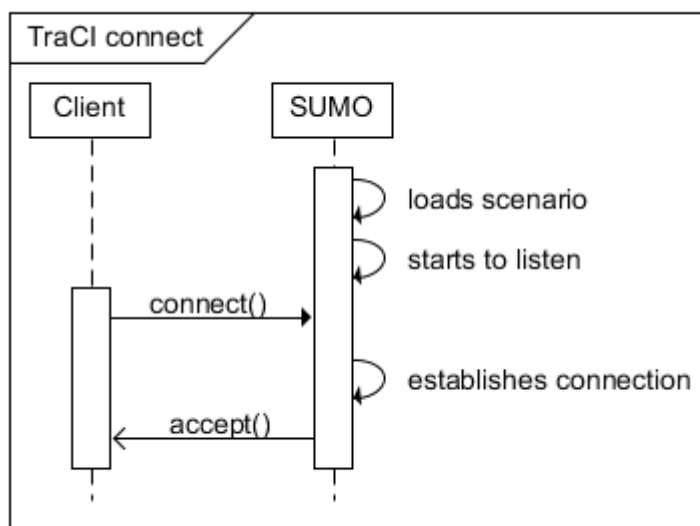 TraCI connect
Client
SUMO
loads scenario
starts to listen
connect()
establishes connection
accept()